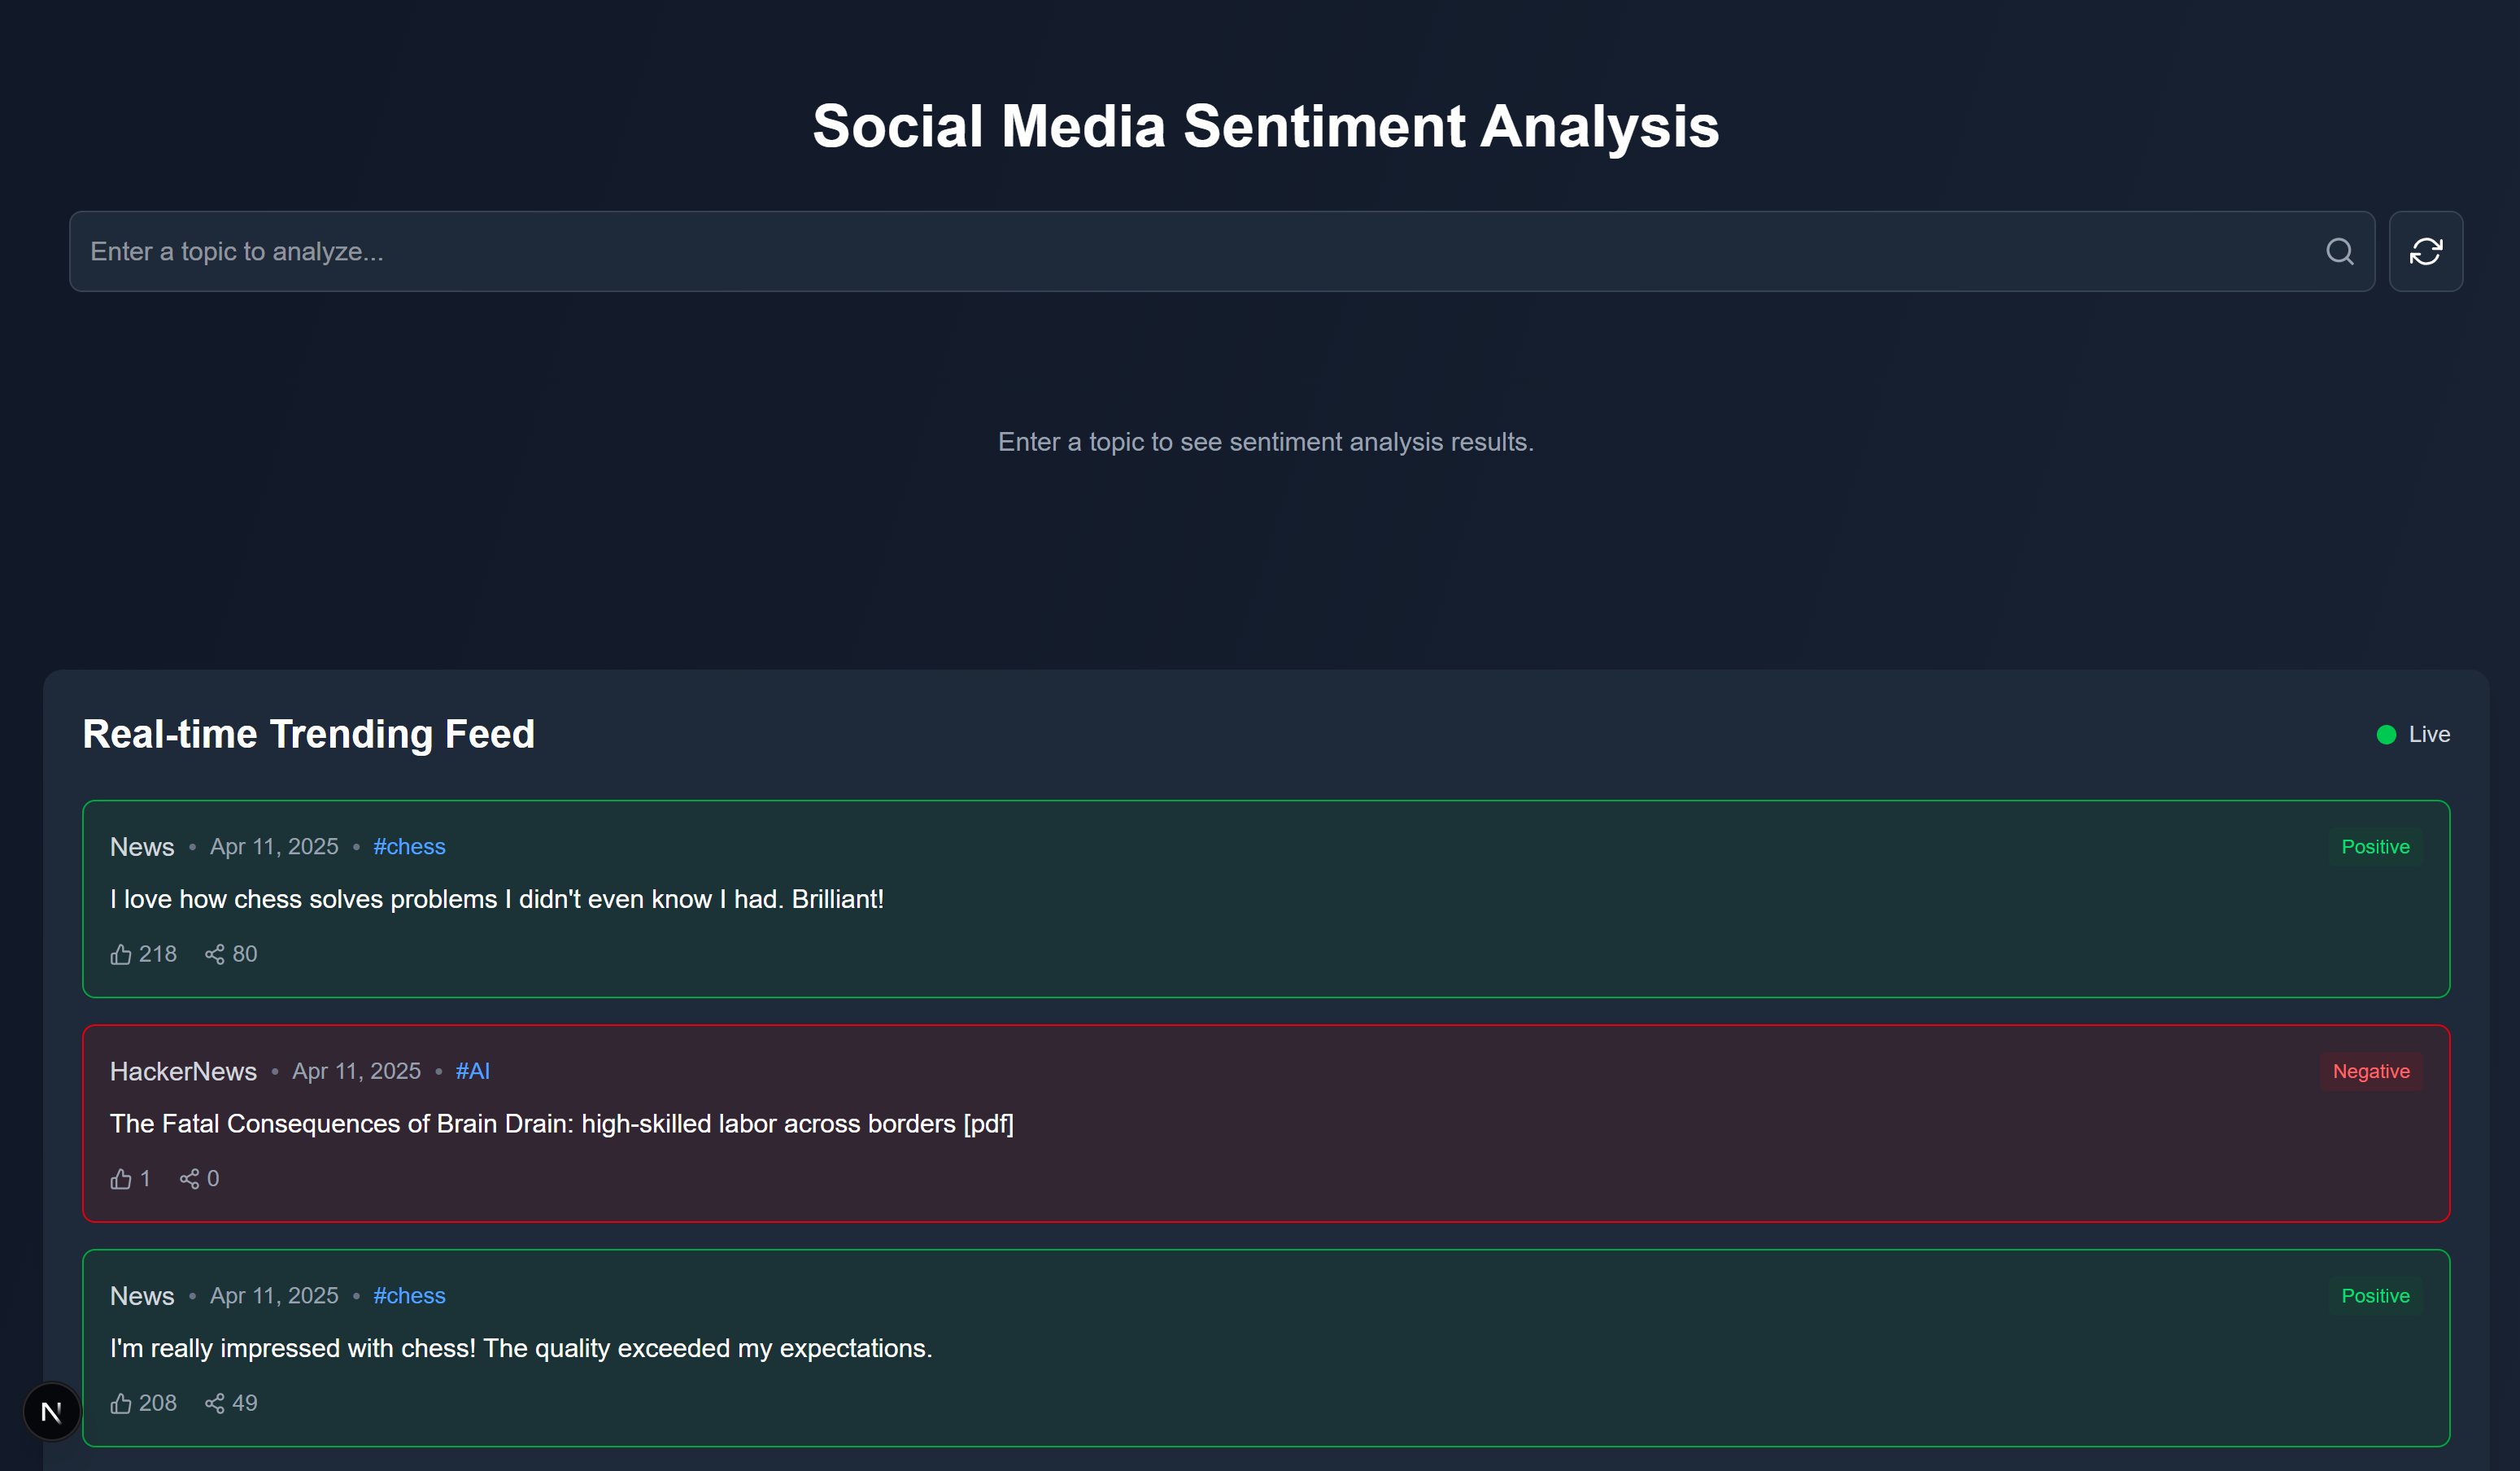 Social Media Sentiment Analysis
Enter a topic to analyze...
Enter a topic to see sentiment analysis results.
Real-time Trending Feed
Live
News • Apr 11, 2025 • #chess
Positive
I love how chess solves problems I didn't even know I had. Brilliant!
218 80
HackerNews • Apr 11, 2025 • #AI
Negative
The Fatal Consequences of Brain Drain: high-skilled labor across borders [pdf]
1 0
News • Apr 11, 2025 • #chess
Positive
I'm really impressed with chess! The quality exceeded my expectations.
208 49
N